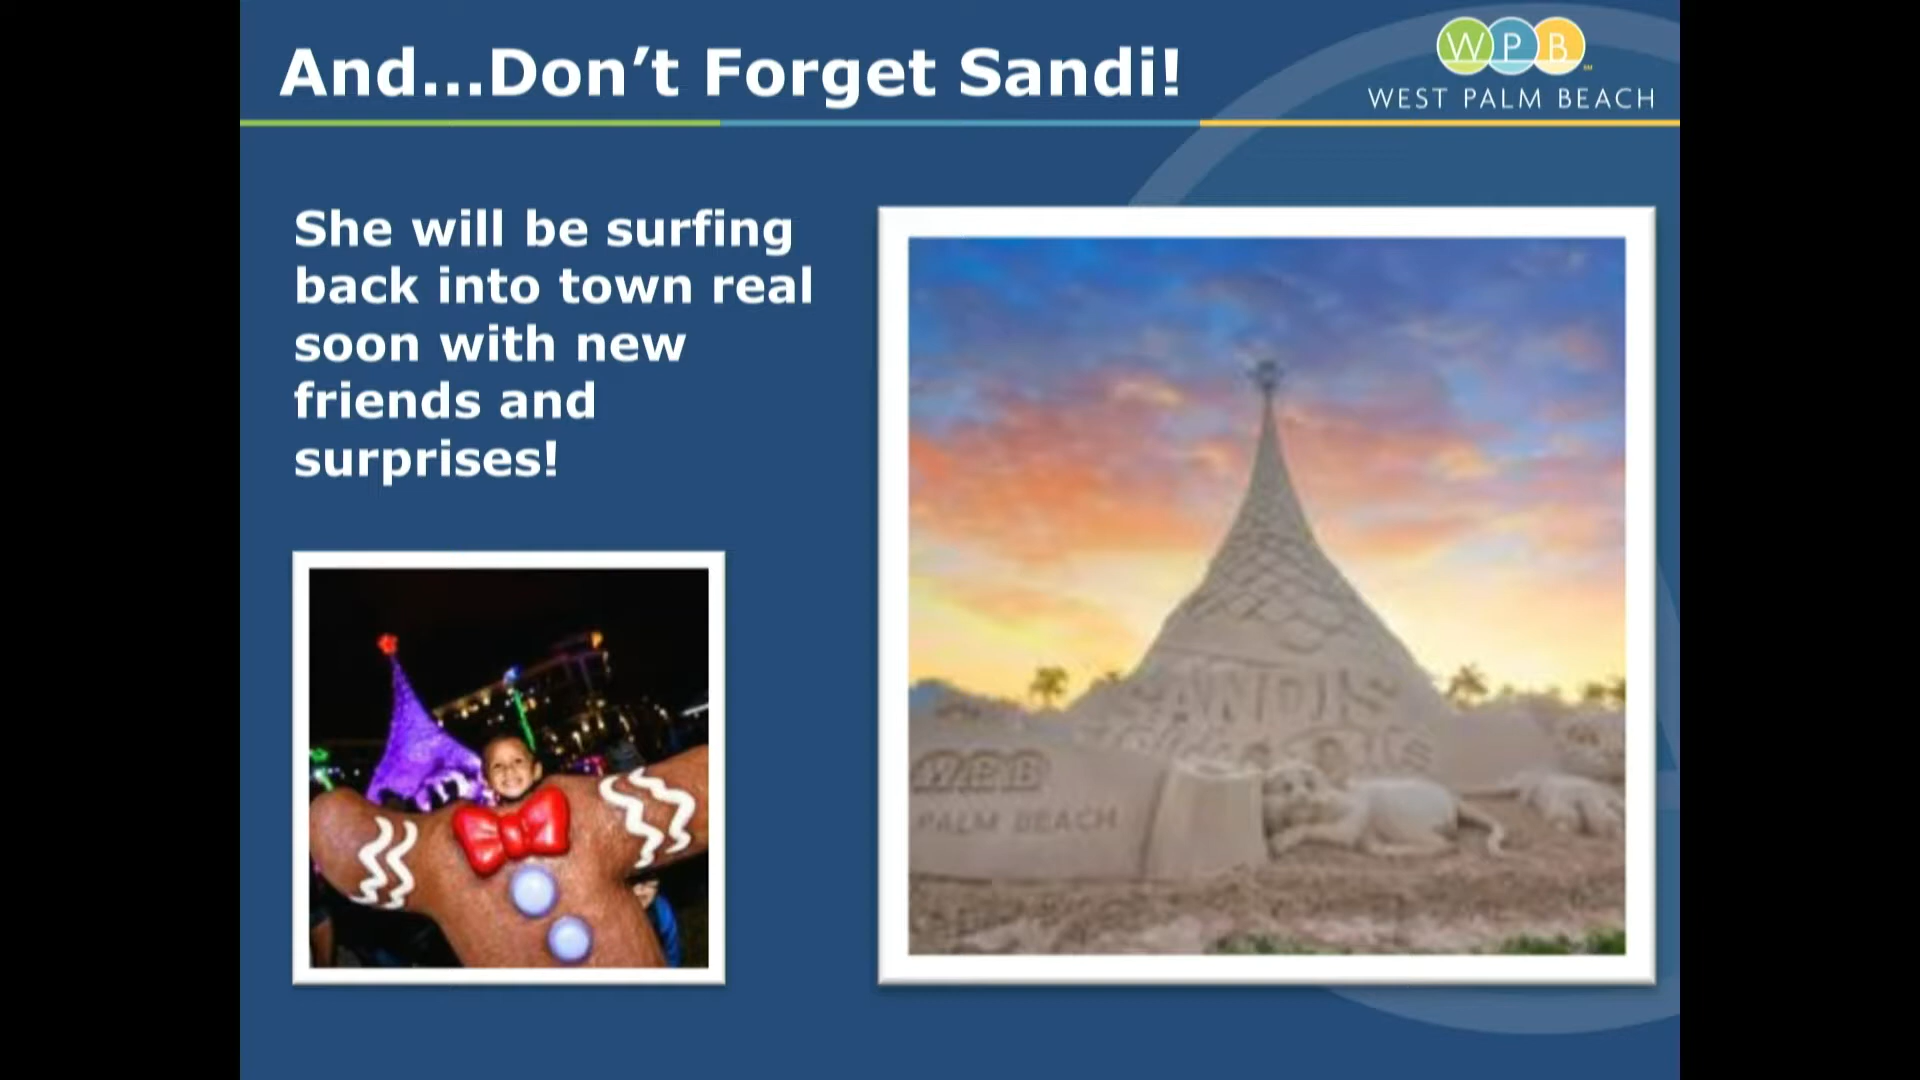 And...Don't Forget Sandi!
WPB
WEST PALM BEACH
She will be surfing
back into town real
soon with new
friends and
surprises!
SANDI'S
WPB
PALM BEACH